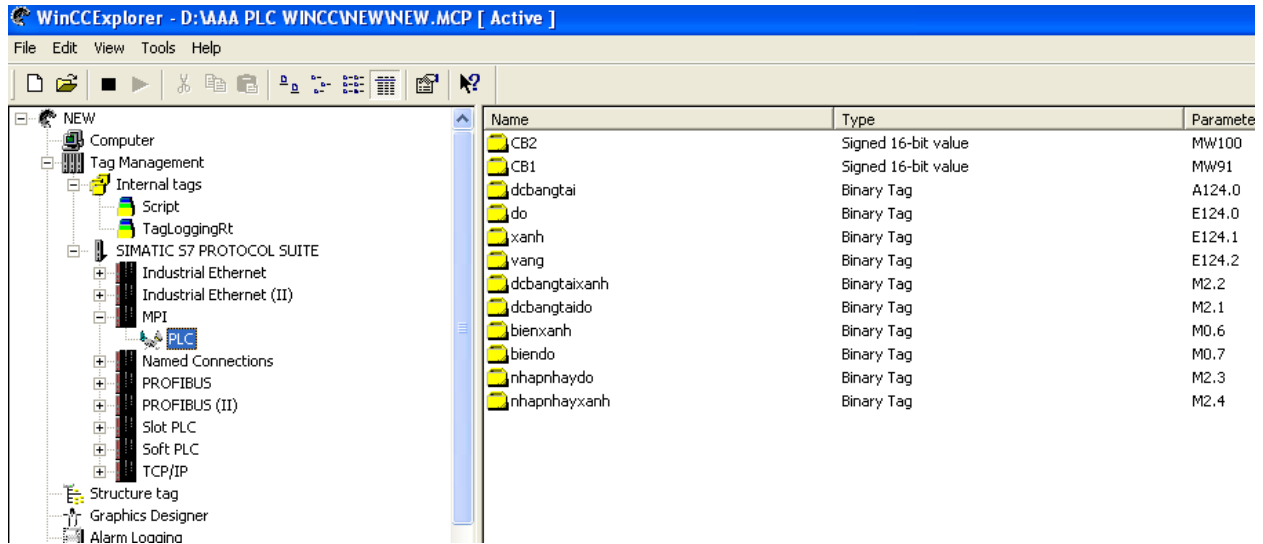 WinCCExplorer - D:\AAA PLC WINCC\NEW\NEW.MCP [ Active ]
File Edit View Tools Help
NEW
Computer
Tag Management
Internal tags
Script
TagLoggingRt
SIMATIC S7 PROTOCOL SUITE
Industrial Ethernet
Industrial Ethernet (II)
MPI
PLC
Named Connections
PROFIBUS
PROFIBUS (II)
Slot PLC
Soft PLC
TCP/IP
Structure tag
Graphics Designer
Alarm Logging
Name Type Paramete
CB2 Signed 16-bit value MW100
CB1 Signed 16-bit value MW91
dcbangtai Binary Tag A124.0
do Binary Tag E124.0
xanh Binary Tag E124.1
vang Binary Tag E124.2
dcbangtaixanh Binary Tag M2.2
dcbangtaido Binary Tag M2.1
bienxanh Binary Tag M0.6
biendo Binary Tag M0.7
nhapnhaydo Binary Tag M2.3
nhapnhayxanh Binary Tag M2.4